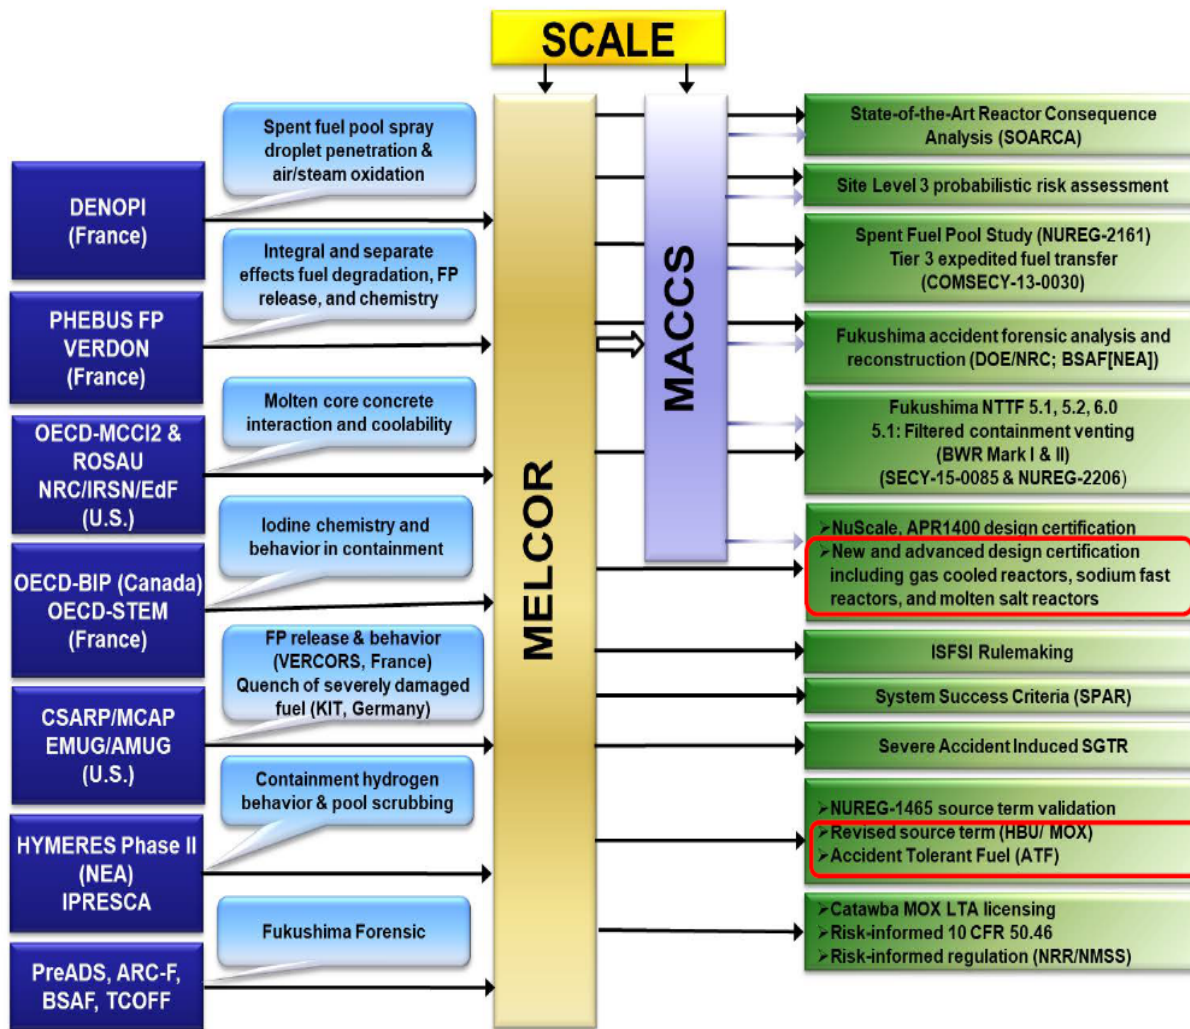 SCALE
DENOPI
(France)
PHEBUS FP
VERDON
(France)
OECD-MCCI2 &
ROSAU
NRC/IRSN/EdF
(U.S.)
OECD-BIP (Canada)
OECD-STEM
(France)
CSARP/MCAP
EMUG/AMUG
(U.S.)
HYMERES Phase II
(NEA)
IPRESCA
PreADS, ARC-F,
BSAF, TCOFF
Spent fuel pool spray
droplet penetration &
air/steam oxidation
Integral and separate
effects fuel degradation, FP
release, and chemistry
Molten core concrete
interaction and coolability
Iodine chemistry and
behavior in containment
FP release & behavior
(VERCORS, France)
Quench of severely damaged
fuel (KIT, Germany)
Containment hydrogen
behavior & pool scrubbing
Fukushima Forensic
MELCOR
MACCS
State-of-the-Art Reactor Consequence
Analysis (SOARCA)
Site Level 3 probabilistic risk assessment
Spent Fuel Pool Study (NUREG-2161)
Tier 3 expedited fuel transfer
(COMSECY-13-0030)
Fukushima accident forensic analysis and
reconstruction (DOE/NRC; BSAF[NEA])
Fukushima NTTF 5.1, 5.2, 6.0
5.1: Filtered containment venting
(BWR Mark I & II)
(SECY-15-0085 & NUREG-2206)
➢NuScale, APR1400 design certification
➢New and advanced design certification
including gas cooled reactors, sodium fast
reactors, and molten salt reactors
ISFSI Rulemaking
System Success Criteria (SPAR)
Severe Accident Induced SGTR
➢NUREG-1465 source term validation
➢Revised source term (HBU/ MOX)
➢Accident Tolerant Fuel (ATF)
➢Catawba MOX LTA licensing
➢Risk-informed 10 CFR 50.46
➢Risk-informed regulation (NRR/NMSS)